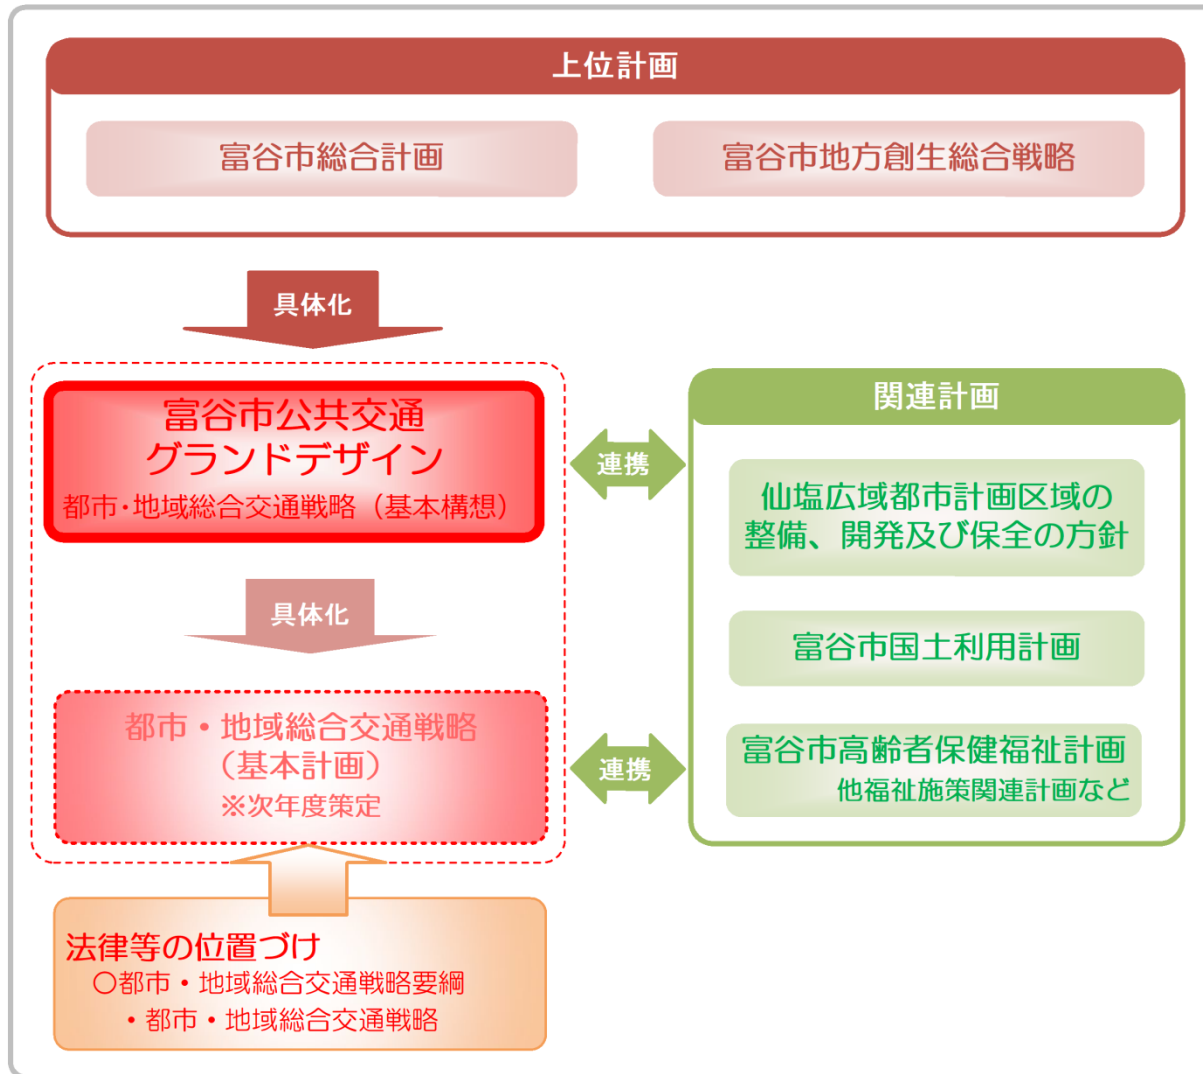 上位計画
富谷市総合計画
富谷市地方創生総合戦略
具体化
富谷市公共交通
グランドデザイン
都市･地域総合交通戦略（基本構想）
連携
関連計画
仙塩広域都市計画区域の
整備、開発及び保全の方針
富谷市国土利用計画
富谷市高齢者保健福祉計画
他福祉施策関連計画など
具体化
都市・地域総合交通戦略
（基本計画）
※次年度策定
連携
法律等の位置づけ
○都市・地域総合交通戦略要綱
・都市・地域総合交通戦略